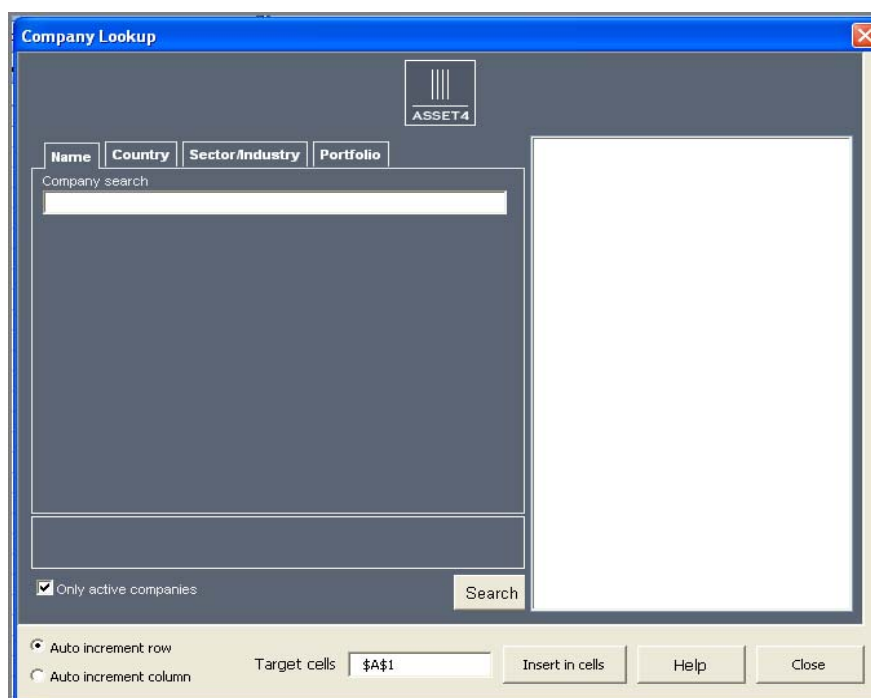 Company Lookup
ASSET4
Name Country Sector/Industry Portfolio
Company search
Only active companies
Search
Auto increment row
Auto increment column
Target cells $A$1 Insert in cells Help Close